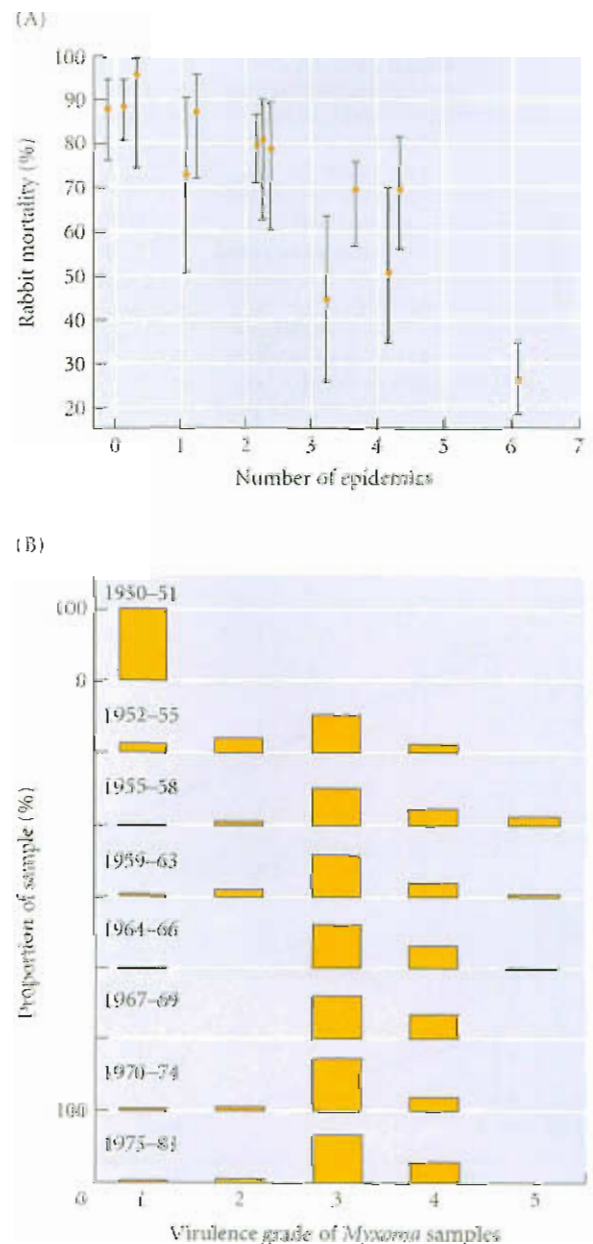 (A)
100
90
80
70
60
50
40
30
20
Rabbit mortality (%)
0 1 2 3 4 5 6 7
Number of epidemics
(B)
Proportion of sample (%)
100
0
1950–51
1952–55
1955–58
1959–63
1964–66
1967–69
1970–74
100
1975–81
0
1 2 3 4 5
Virulence grade of Myxoma samples